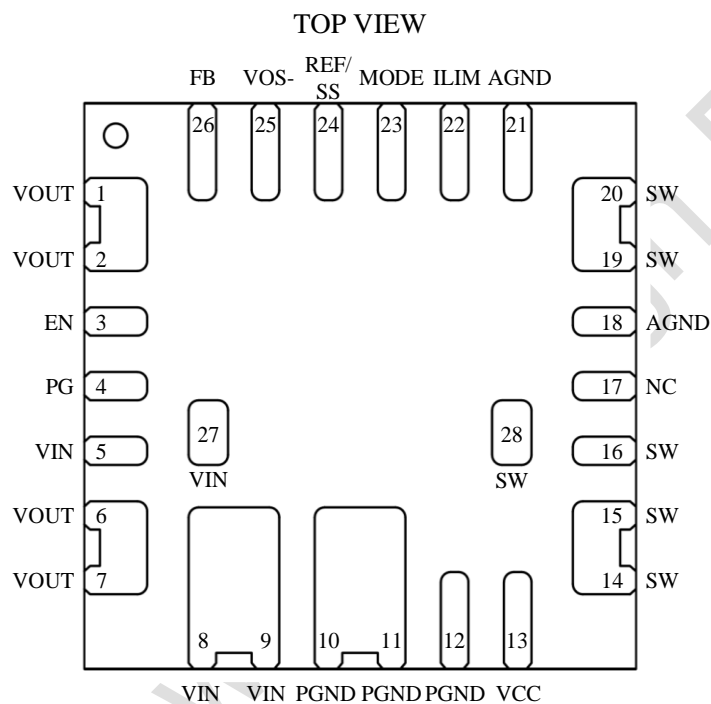 TOP VIEW
FB VOS- REF/SS MODE ILIM AGND
26 25 24 23 22 21
VOUT 1 20 SW
VOUT 2 19 SW
EN 3 18 AGND
PG 4 17 NC
27 28
VIN 5 16 SW
VIN SW
VOUT 6 15 SW
VOUT 7 14 SW
8 9 10 11 12 13
VIN VIN PGND PGND PGND VCC